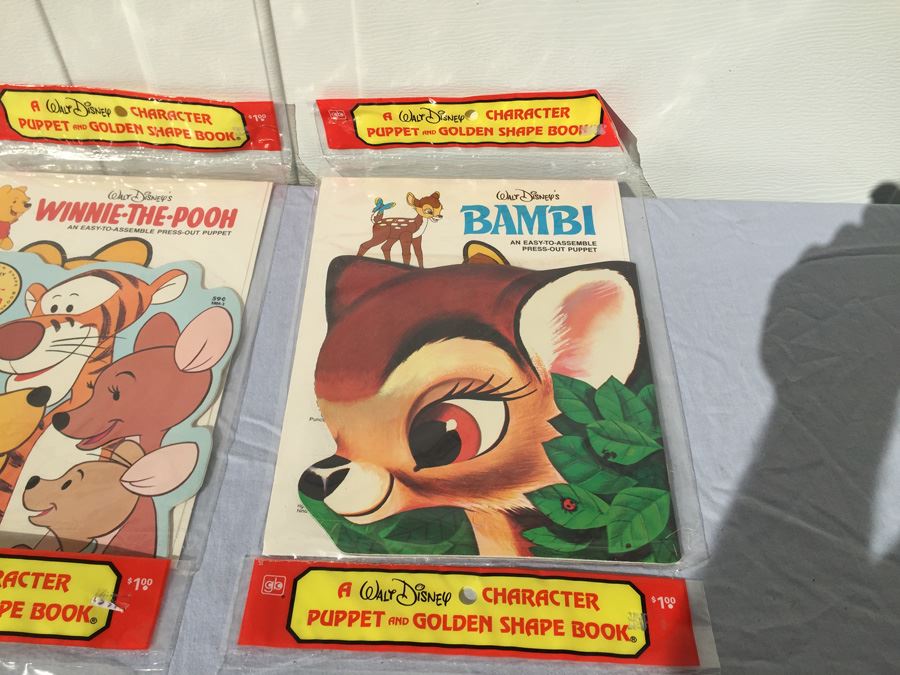 A Walt Disney CHARACTER
PUPPET AND GOLDEN SHAPE BOOK®
$1.00
Walt Disney's
WINNIE-THE-POOH
AN EASY-TO-ASSEMBLE PRESS-OUT PUPPET
59¢
RACTER
PE BOOK®
$1.00
A Walt Disney CHARACTER
PUPPET AND GOLDEN SHAPE BOOK
Walt Disney's
BAMBI
AN EASY-TO-ASSEMBLE
PRESS-OUT PUPPET
Punc
A Walt Disney CHARACTER
PUPPET AND GOLDEN SHAPE BOOK®
$1.00